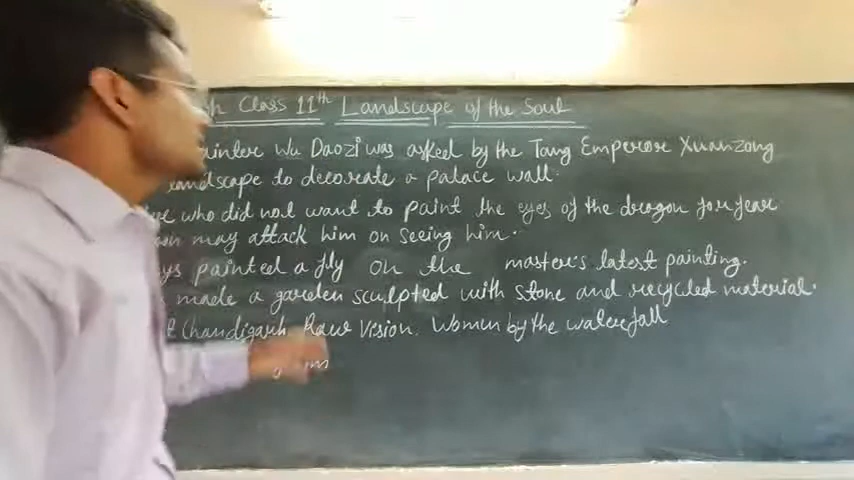 Class 11th Landscape of the Soul
Wu Daozi was asked by the Tang Emperor Xuanzong
landscape to decorate a palace wall.
who did not want to paint the eyes of the dragon for fear
may attack him on seeing him.
painted a fly on the master's latest painting.
made a garden sculpted with stone and recycled material.
Chandigarh Raw Vision. Women by the waterfall